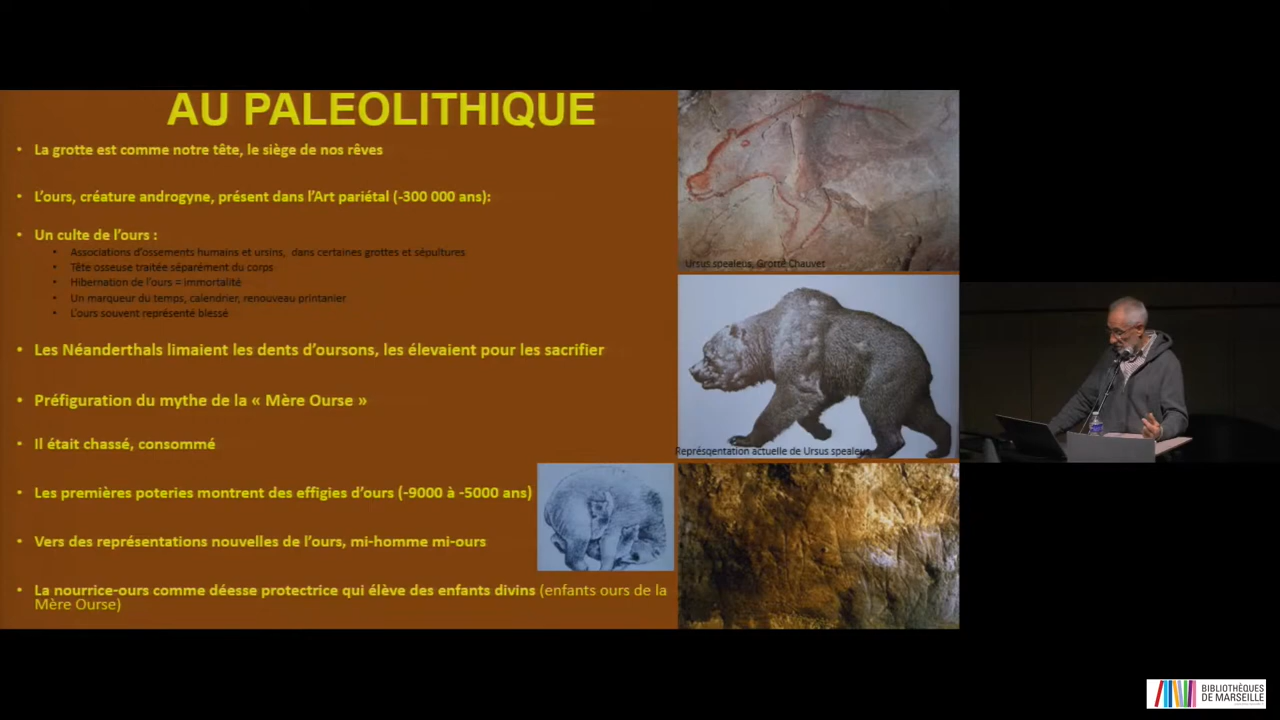 AU PALEOLITHIQUE
• La grotte est comme notre tête, le siège de nos rêves
• L'ours, créature androgyne, présent dans l'Art pariétal (-300 000 ans):
• Un culte de l'ours :
• Associations d'ossements humains et ursins, dans certaines grottes et sépultures
• Tête osseuse traitée séparément du corps
• Hibernation de l'ours = immortalité
• Un marqueur du temps, calendrier, renouveau printanier
• L'ours souvent représenté blessé
• Les Néanderthals limaient les dents d'oursons, les élevaient pour les sacrifier
• Préfiguration du mythe de la « Mère Ourse »
• Il était chassé, consommé
• Les premières poteries montrent des effigies d'ours (-9000 à -5000 ans)
• Vers des représentations nouvelles de l'ours, mi-homme mi-ours
• La nourrice-ours comme déesse protectrice qui élève des enfants divins (enfants ours de la
Mère Ourse)
Ursus spealeus, Grotte Chauvet
Représqentation actuelle de Ursus spealeus
BIBLIOTHÈQUES
DE MARSEILLE